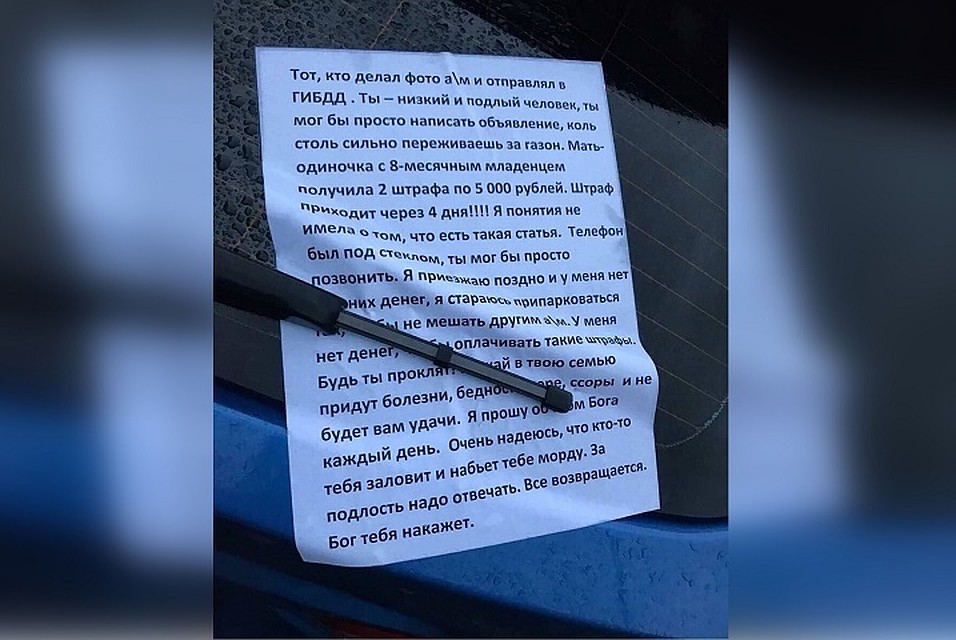 Тот, кто делал фото а\м и отправлял в
ГИБДД . Ты – низкий и подлый человек, ты
мог бы просто написать объявление, коль
столь сильно переживаешь за газон. Мать-
одиночка с 8-месячным младенцем
получила 2 штрафа по 5 000 рублей. Штраф
приходит через 4 дня!!!! Я понятия не
имела о том, что есть такая статья. Телефон
был под стеклом, ты мог бы просто
позвонить. Я приезжаю поздно и у меня нет
денег, я стараюсь припарковаться
не мешать другим а\м. У меня
нет денег, оплачивать такие штрафы.
Будь ты проклят! в твою семью
придут болезни, ссоры и не
будет вам удачи. Я прошу об Бога
каждый день. Очень надеюсь, что кто-то
тебя заловит и набьет тебе морду. За
подлость надо отвечать. Все возвращается.
Бог тебя накажет.